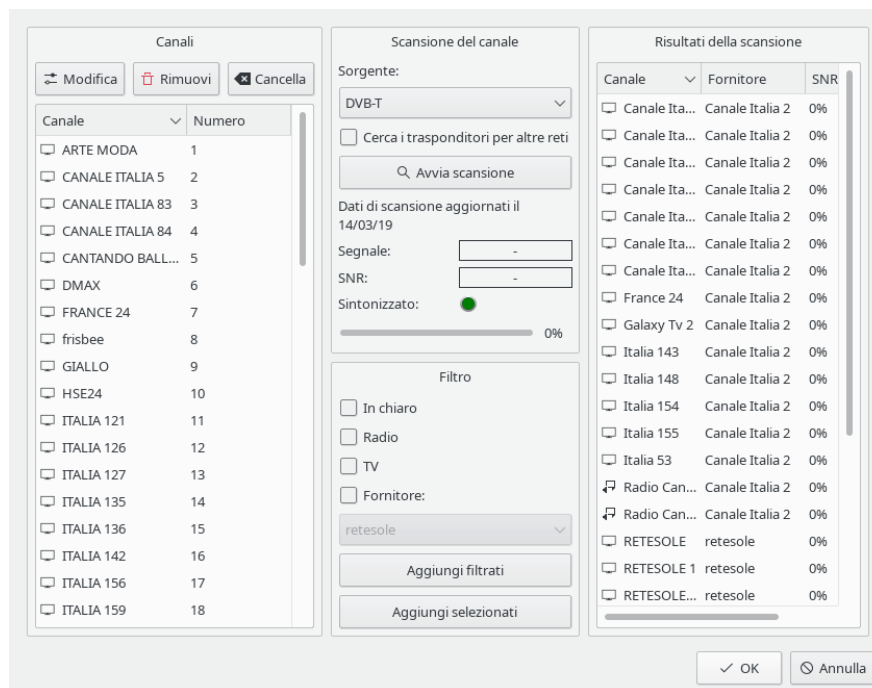 Canali
Modifica
Rimuovi
Cancella
Canale Numero
ARTE MODA 1
CANALE ITALIA 5 2
CANALE ITALIA 83 3
CANALE ITALIA 84 4
CANTANDO BALL... 5
DMAX 6
FRANCE 24 7
frisbee 8
GIALLO 9
HSE24 10
ITALIA 121 11
ITALIA 126 12
ITALIA 127 13
ITALIA 135 14
ITALIA 136 15
ITALIA 142 16
ITALIA 156 17
ITALIA 159 18
Scansione del canale
Sorgente:
DVB-T
Cerca i trasponditori per altre reti
Avvia scansione
Dati di scansione aggiornati il
14/03/19
Segnale: -
SNR: -
Sintonizzato:
0%
Filtro
In chiaro
Radio
TV
Fornitore:
retesole
Aggiungi filtrati
Aggiungi selezionati
Risultati della scansione
Canale Fornitore SNR
Canale Ita... Canale Italia 2 0%
Canale Ita... Canale Italia 2 0%
Canale Ita... Canale Italia 2 0%
Canale Ita... Canale Italia 2 0%
Canale Ita... Canale Italia 2 0%
Canale Ita... Canale Italia 2 0%
Canale Ita... Canale Italia 2 0%
France 24 Canale Italia 2 0%
Galaxy Tv 2 Canale Italia 2 0%
Italia 143 Canale Italia 2 0%
Italia 148 Canale Italia 2 0%
Italia 154 Canale Italia 2 0%
Italia 155 Canale Italia 2 0%
Italia 53 Canale Italia 2 0%
Radio Can... Canale Italia 2 0%
Radio Can... Canale Italia 2 0%
RETESOLE retesole 0%
RETESOLE 1 retesole 0%
RETESOLE... retesole 0%
OK
Annulla